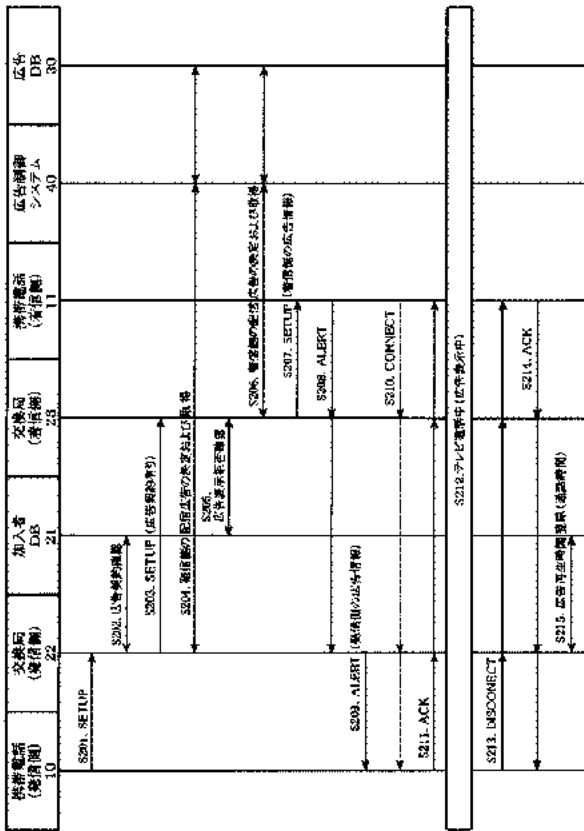 携帯電話
(発信側)
10
交換局
(発信側)
22
加入者
DB
21
交換局
(着信側)
23
携帯電話
(着信側)
11
広告制御
システム
40
広告
DB
30
S201. SETUP
S202. 広告契約確認
S203. SETUP (広告契約有り)
S204. 発信側の配信広告の決定および取得
S205.
広告表示拒否確認
S206. 着信側の配信広告の決定および取得
S207. SETUP (着信側の広告情報)
S208. ALERT
S209. ALERT (発信側の広告情報)
S210. CONNECT
S211. ACK
S212. テレビ電話中(広告表示中)
S213. DISCONECT
S214. ACK
S215. 広告再生時間登録(通話時間)